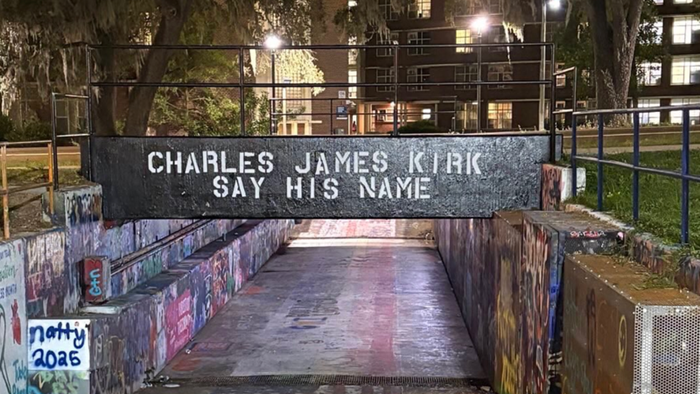 CHARLES JAMES KIRK
SAY HIS NAME
natty
2025